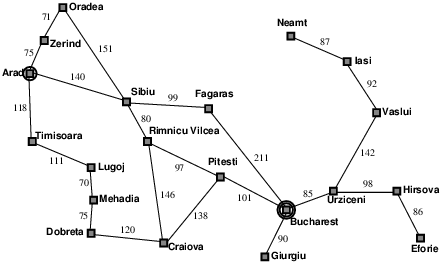 Oradea
71
Neamt
Zerind
87
75
151
Iasi
Arad
140
92
Sibiu
99
Fagaras
118
80
Vaslui
Timisoara
Rimnicu Vilcea
111
142
211
Lugoj
97
Pitesti
70
98
Hirsova
146
85
Mehadia
101
Urziceni
138
86
75
Bucharest
Dobreta
120
90
Craiova
Eforie
Giurgiu